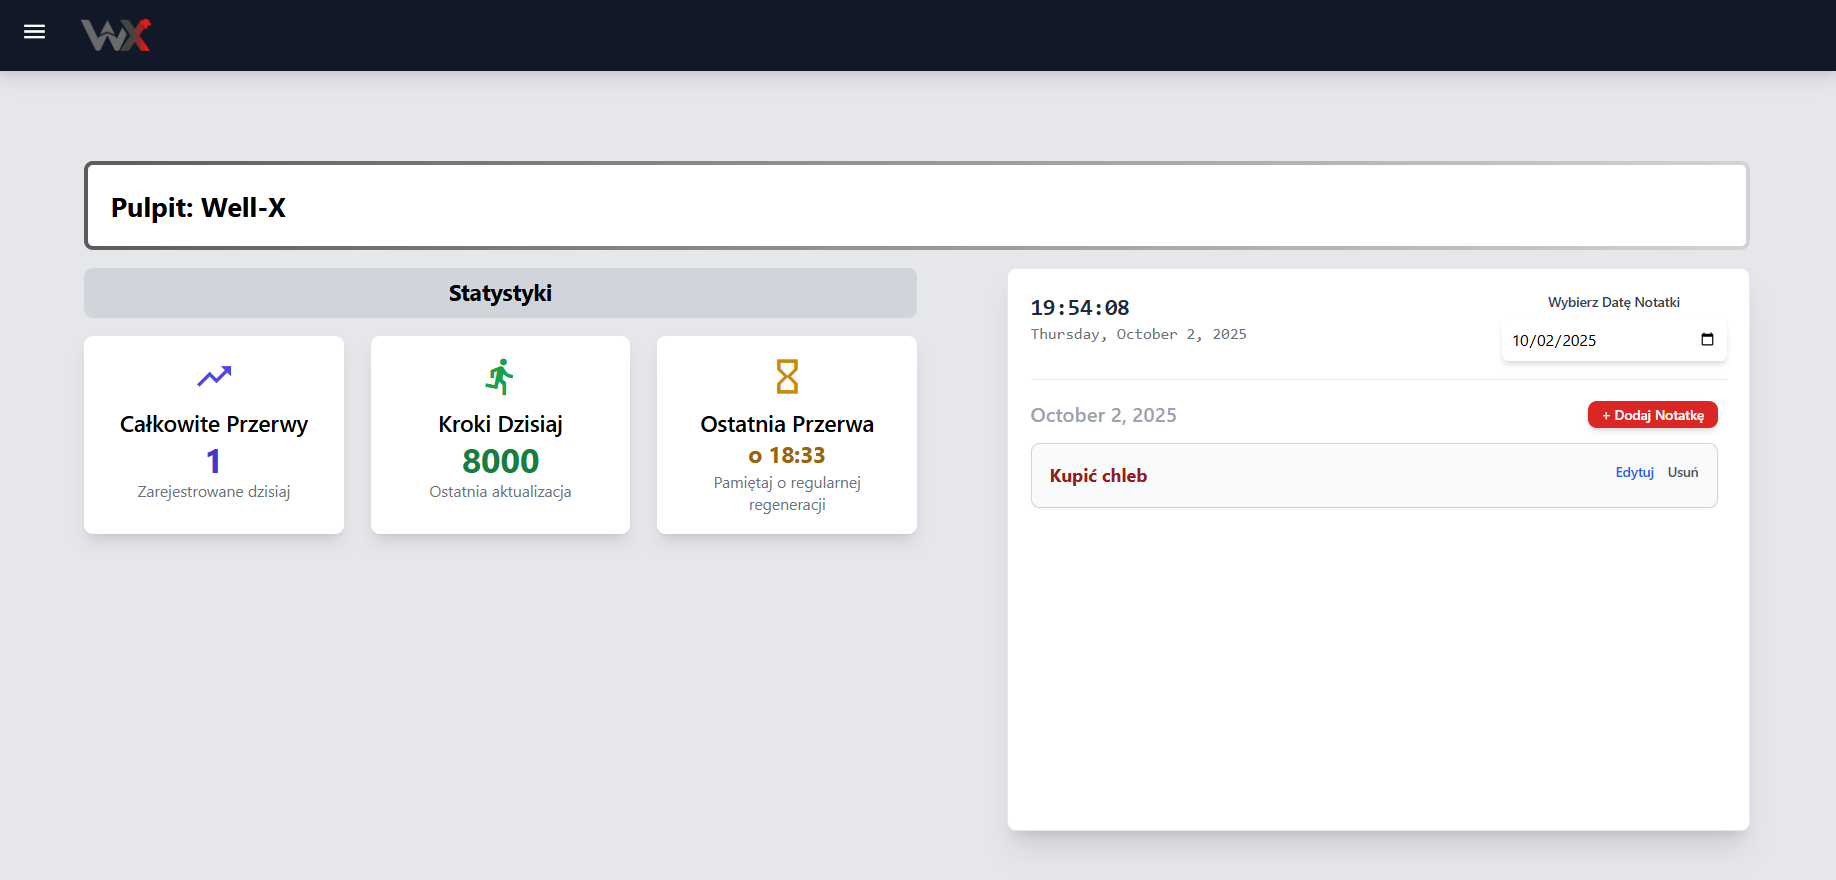 WX
Pulpit: Well-X
Statystyki
Całkowite Przerwy
1
Zarejestrowane dzisiaj
Kroki Dzisiaj
8000
Ostatnia aktualizacja
Ostatnia Przerwa
o 18:33
Pamiętaj o regularnej
regeneracji
19:54:08
Thursday, October 2, 2025
Wybierz Datę Notatki
10/02/2025
October 2, 2025
+ Dodaj Notatkę
Kupić chleb
Edytuj Usuń